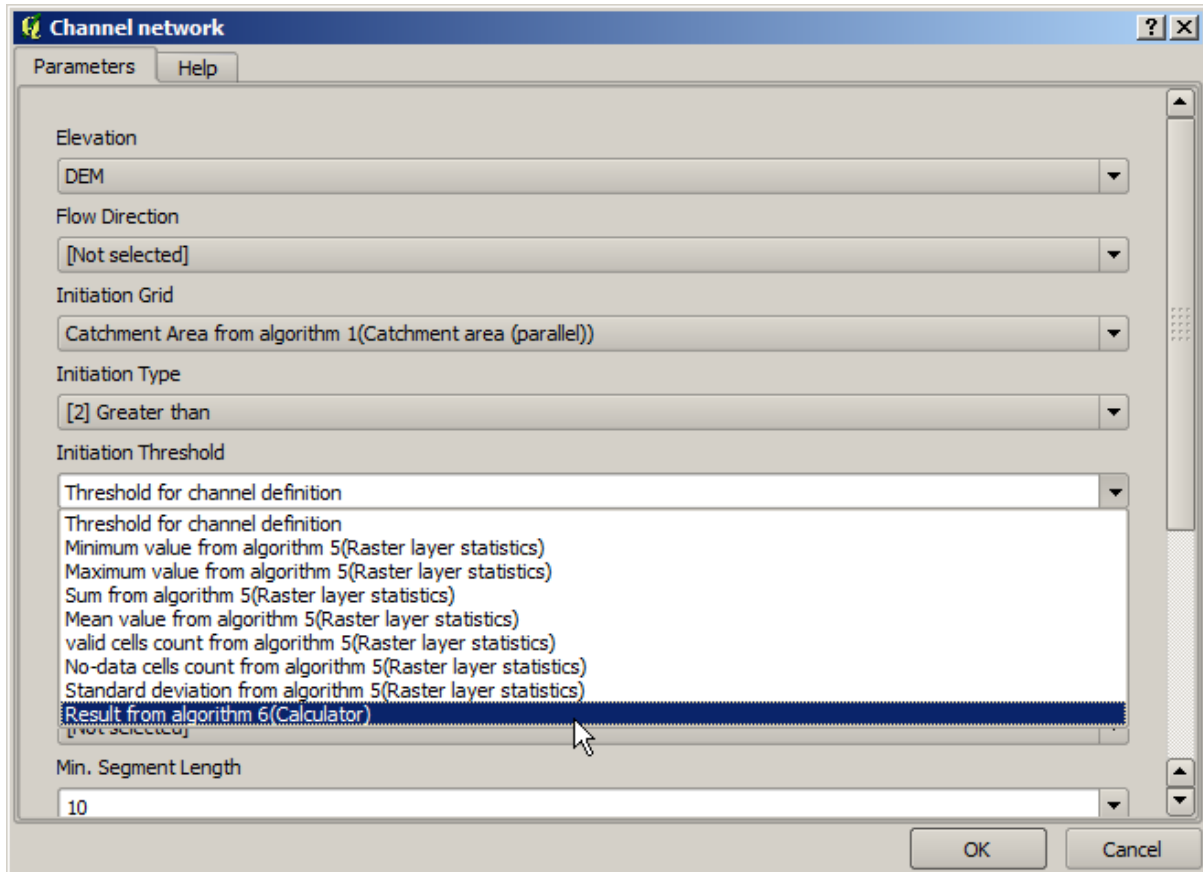 Channel network
Parameters Help
Elevation
DEM
Flow Direction
[Not selected]
Initiation Grid
Catchment Area from algorithm 1(Catchment area (parallel))
Initiation Type
[2] Greater than
Initiation Threshold
Threshold for channel definition
Threshold for channel definition
Minimum value from algorithm 5(Raster layer statistics)
Maximum value from algorithm 5(Raster layer statistics)
Sum from algorithm 5(Raster layer statistics)
Mean value from algorithm 5(Raster layer statistics)
valid cells count from algorithm 5(Raster layer statistics)
No-data cells count from algorithm 5(Raster layer statistics)
Standard deviation from algorithm 5(Raster layer statistics)
Result from algorithm 6(Calculator)
[Not selected]
Min. Segment Length
10
OK Cancel